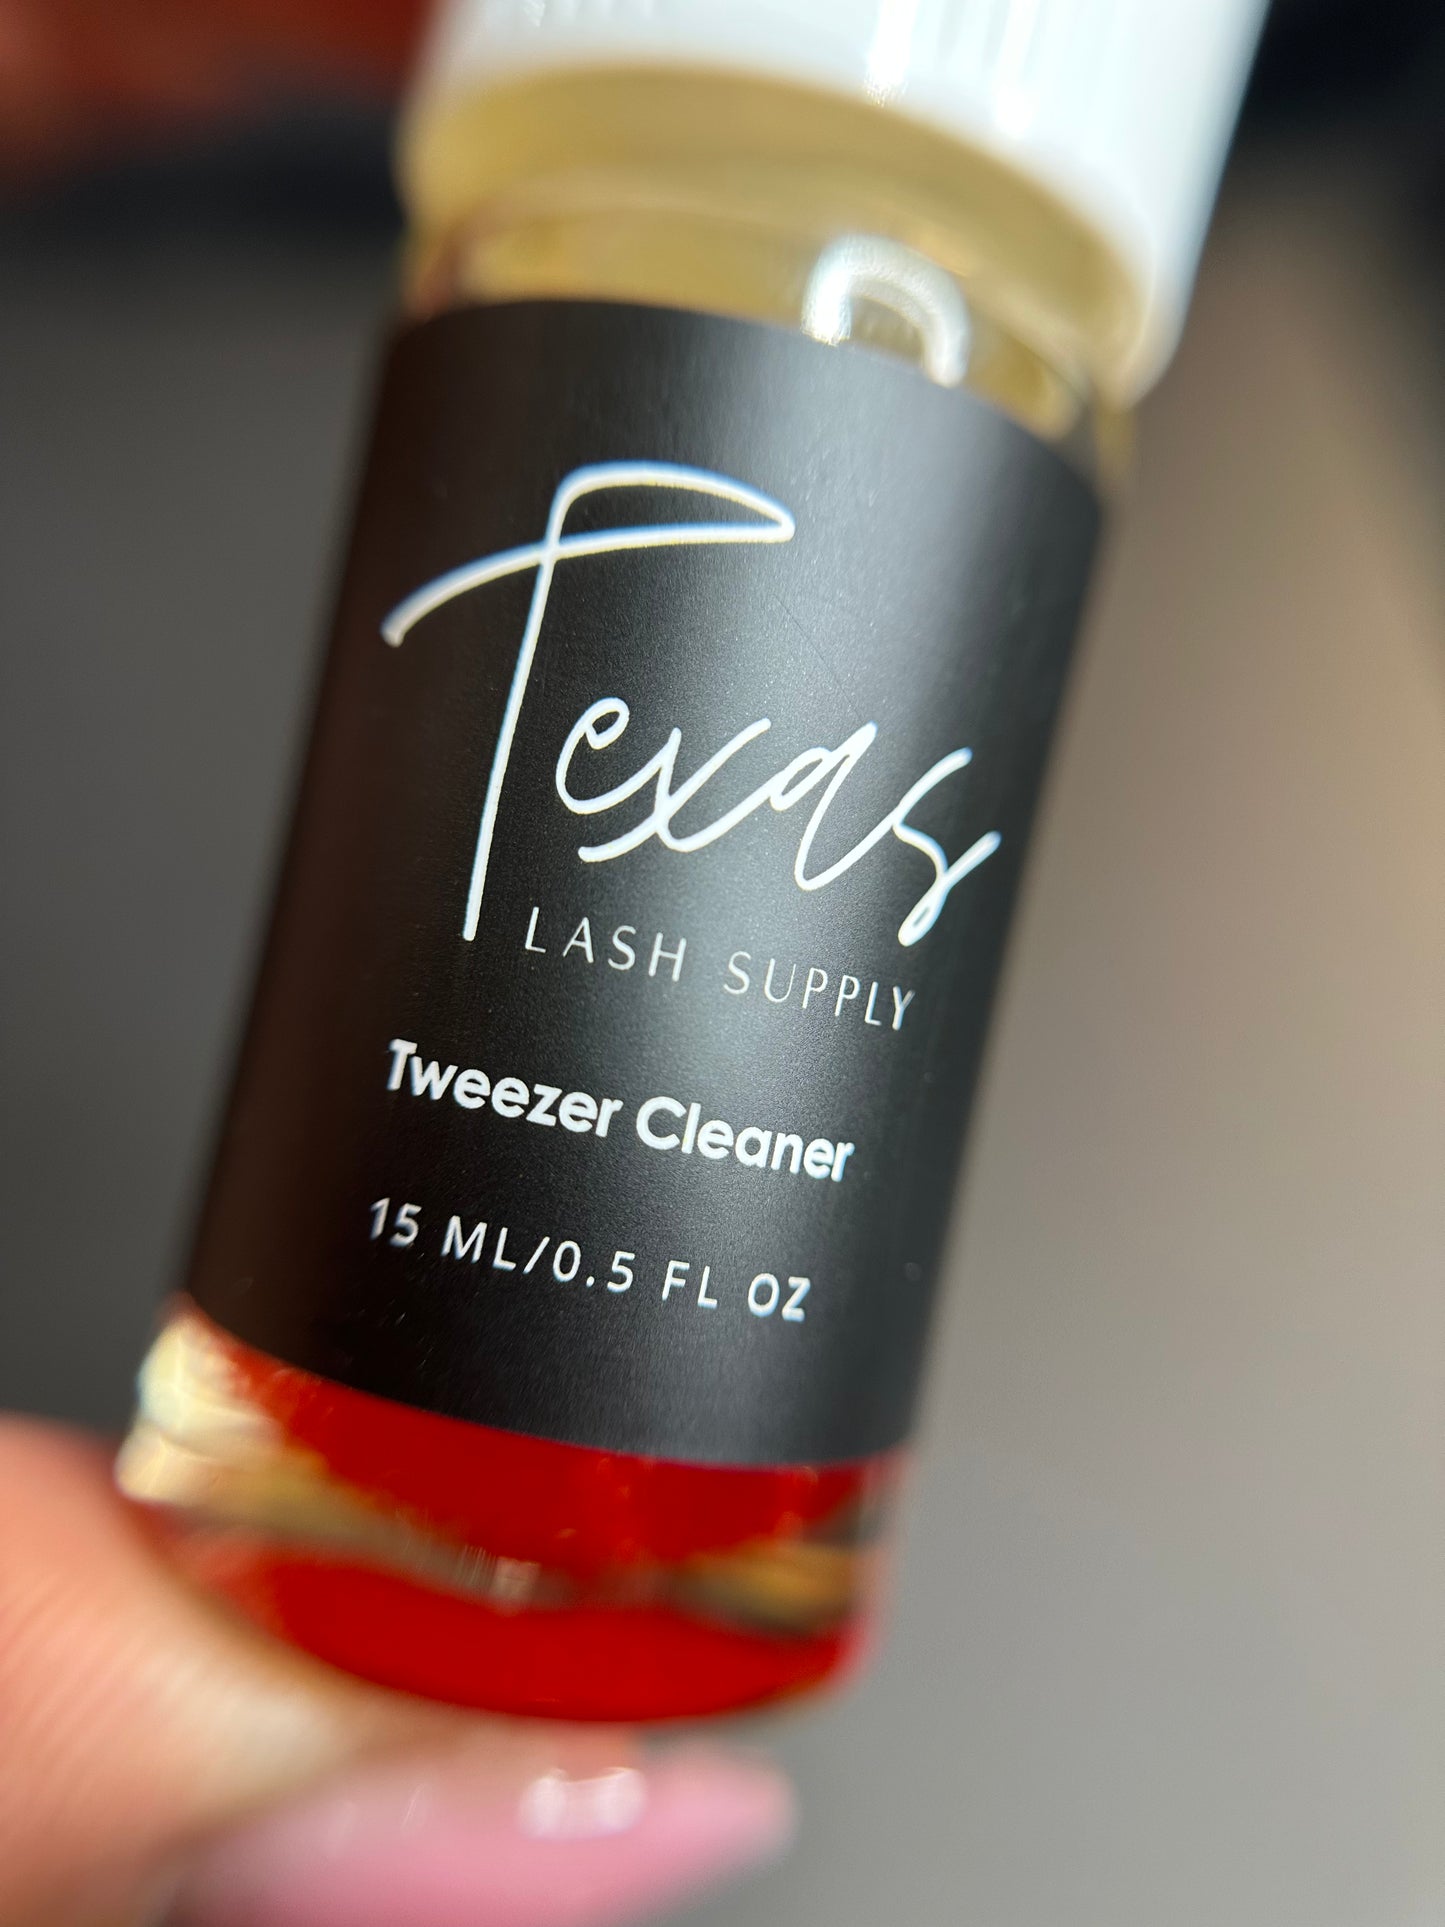 Texas
LASH SUPPLY
Tweezer Cleaner
15 ML/0.5 FL OZ